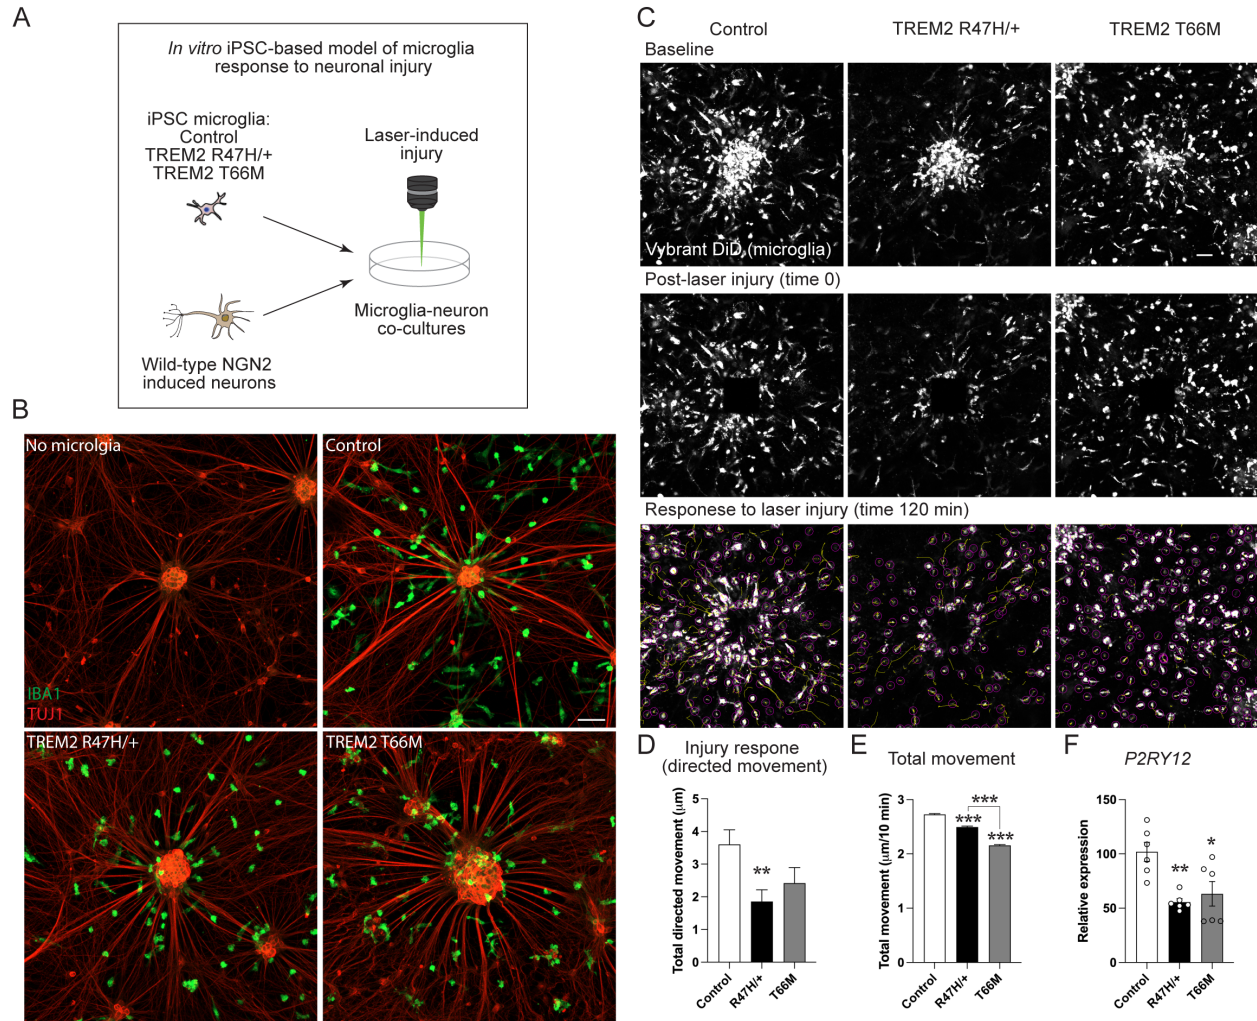 A
In vitro iPSC-based model of microglia
response to neuronal injury
iPSC microglia:
Control
TREM2 R47H/+
TREM2 T66M
Laser-induced
injury
Microglia-neuron
co-cultures
Wild-type NGN2
induced neurons
B
No microlgia
Control
IBA1
TUJ1
TREM2 R47H/+
TREM2 T66M
C
Control
TREM2 R47H/+
TREM2 T66M
Baseline
Vybrant DiD (microglia)
Post-laser injury (time 0)
Responese to laser injury (time 120 min)
D
Injury respone
(directed movement)
Total directed movement (μm)
5
4
3
2
1
0
**
Control
R47H/+
T66M
E
Total movement
Total movement (μm/10 min)
3
2
1
0
***
***
***
Control
R47H/+
T66M
F
P2RY12
Relative expression
150
100
50
0
**
*
Control
R47H/+
T66M